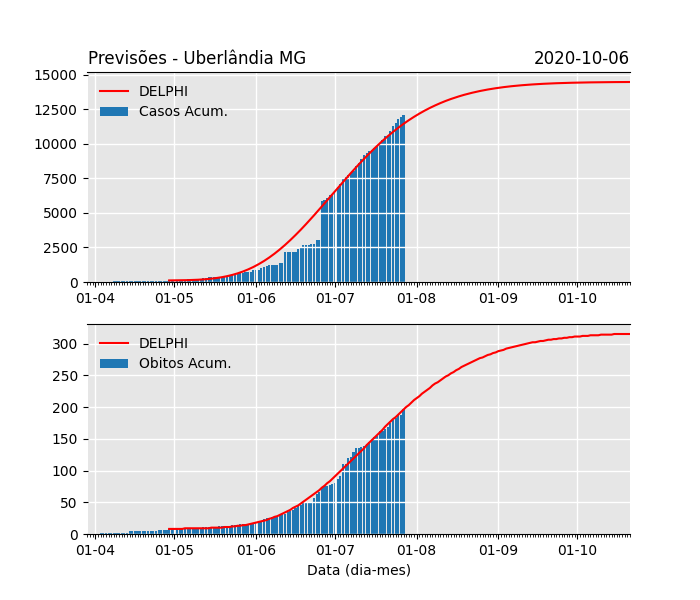 Previsões - Uberlândia MG 2020-10-06
15000
12500
10000
7500
5000
2500
0
DELPHI
Casos Acum.
01-04 01-05 01-06 01-07 01-08 01-09 01-10
300
250
200
150
100
50
0
DELPHI
Obitos Acum.
01-04 01-05 01-06 01-07 01-08 01-09 01-10
Data (dia-mes)